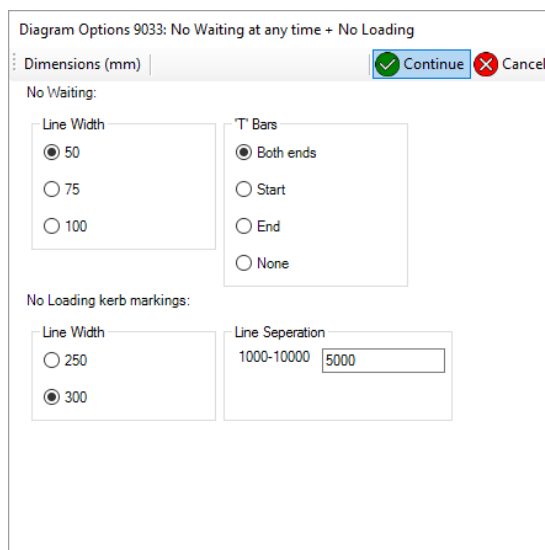 Diagram Options 9033: No Waiting at any time + No Loading
Dimensions (mm) Continue Cancel
No Waiting:
Line Width 'T' Bars
50 Both ends
75 Start
100 End
None
No Loading kerb markings:
Line Width Line Seperation
250 1000-10000 5000
300